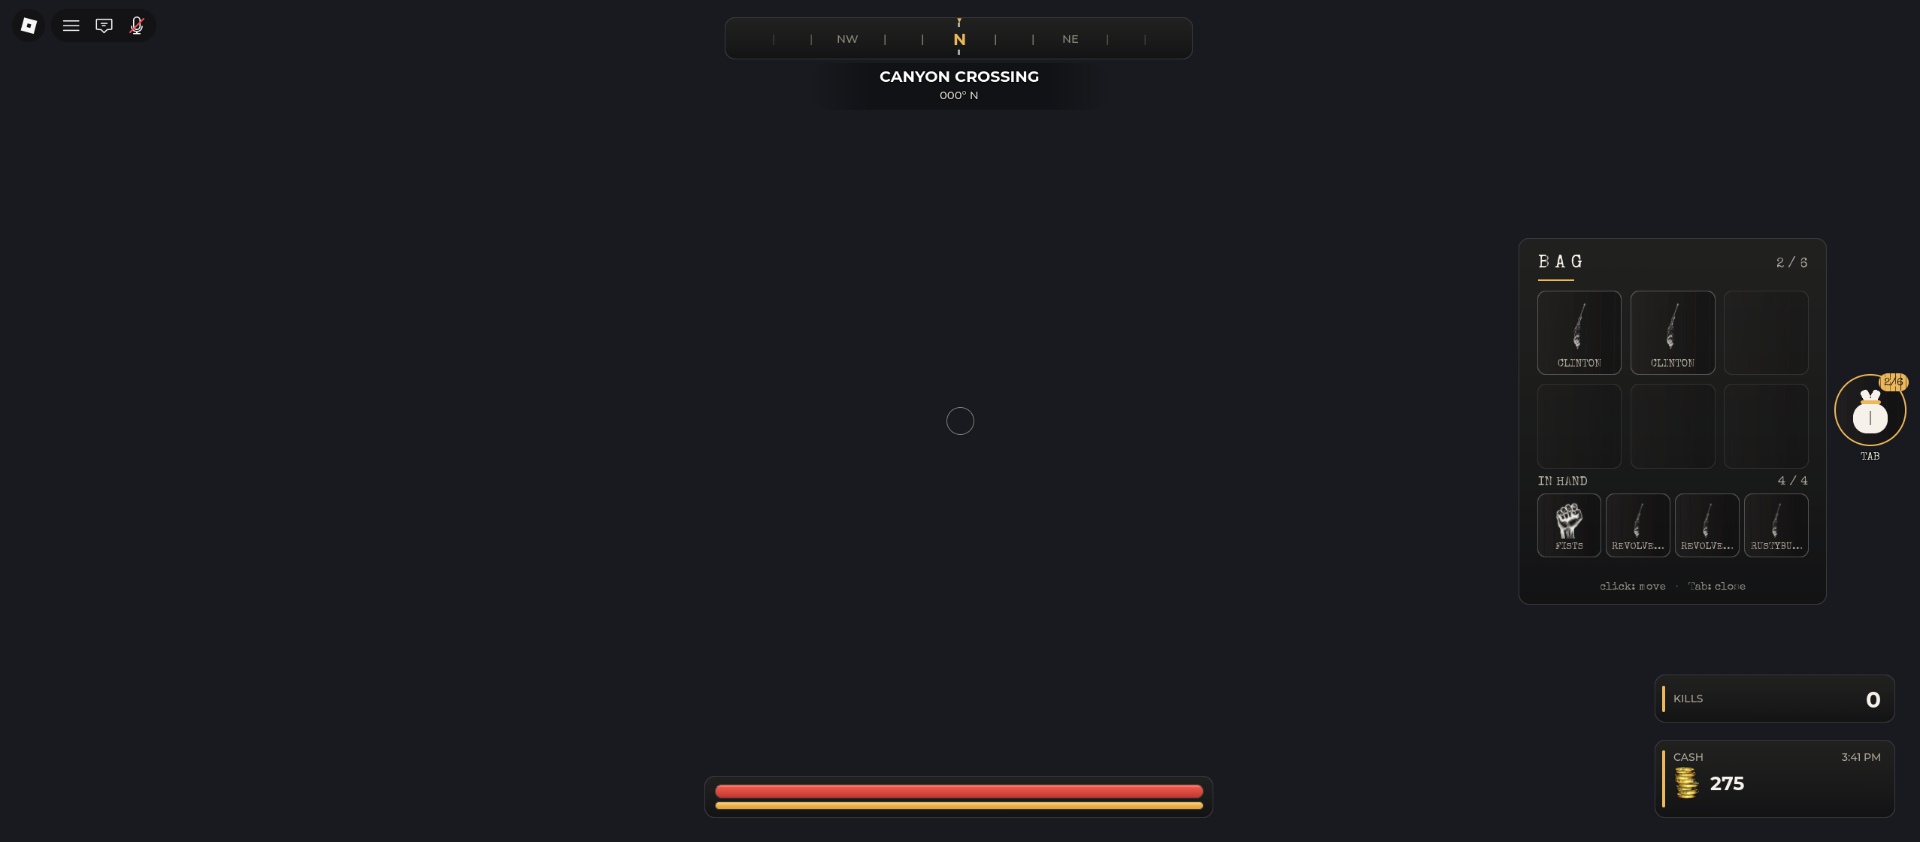 NW N NE
CANYON CROSSING
000° N
BAG 2/6
CLINTON CLINTON
2/6
TAB
IN HAND 4/4
FISTS REVOLVE... REVOLVE... RUSTYBU...
click: move · Tab: close
KILLS 0
CASH 3:41 PM
275